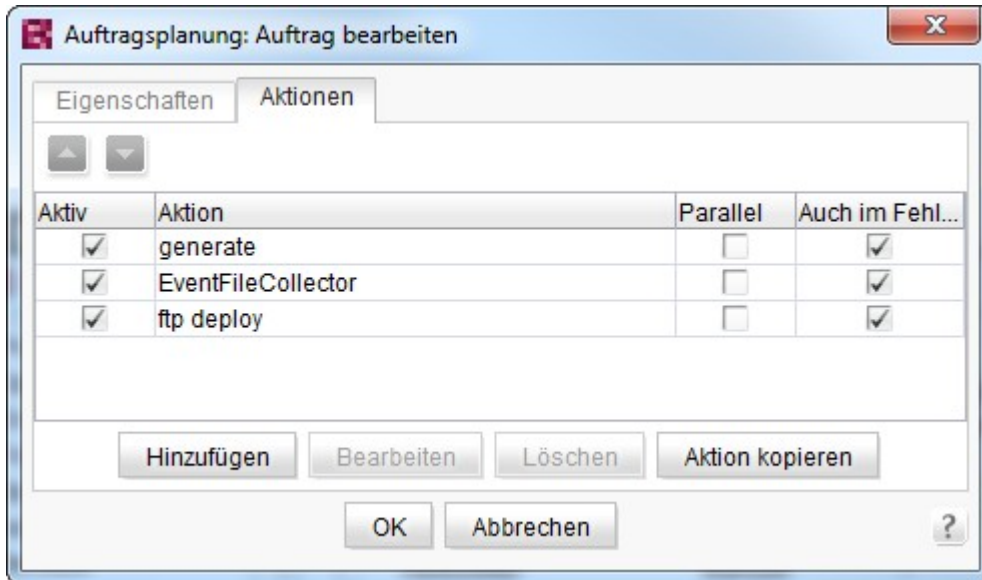 Auftragsplanung: Auftrag bearbeiten
Eigenschaften Aktionen
Aktiv Aktion Parallel Auch im Fehl...
generate
EventFileCollector
ftp deploy
Hinzufügen Bearbeiten Löschen Aktion kopieren
OK Abbrechen ?